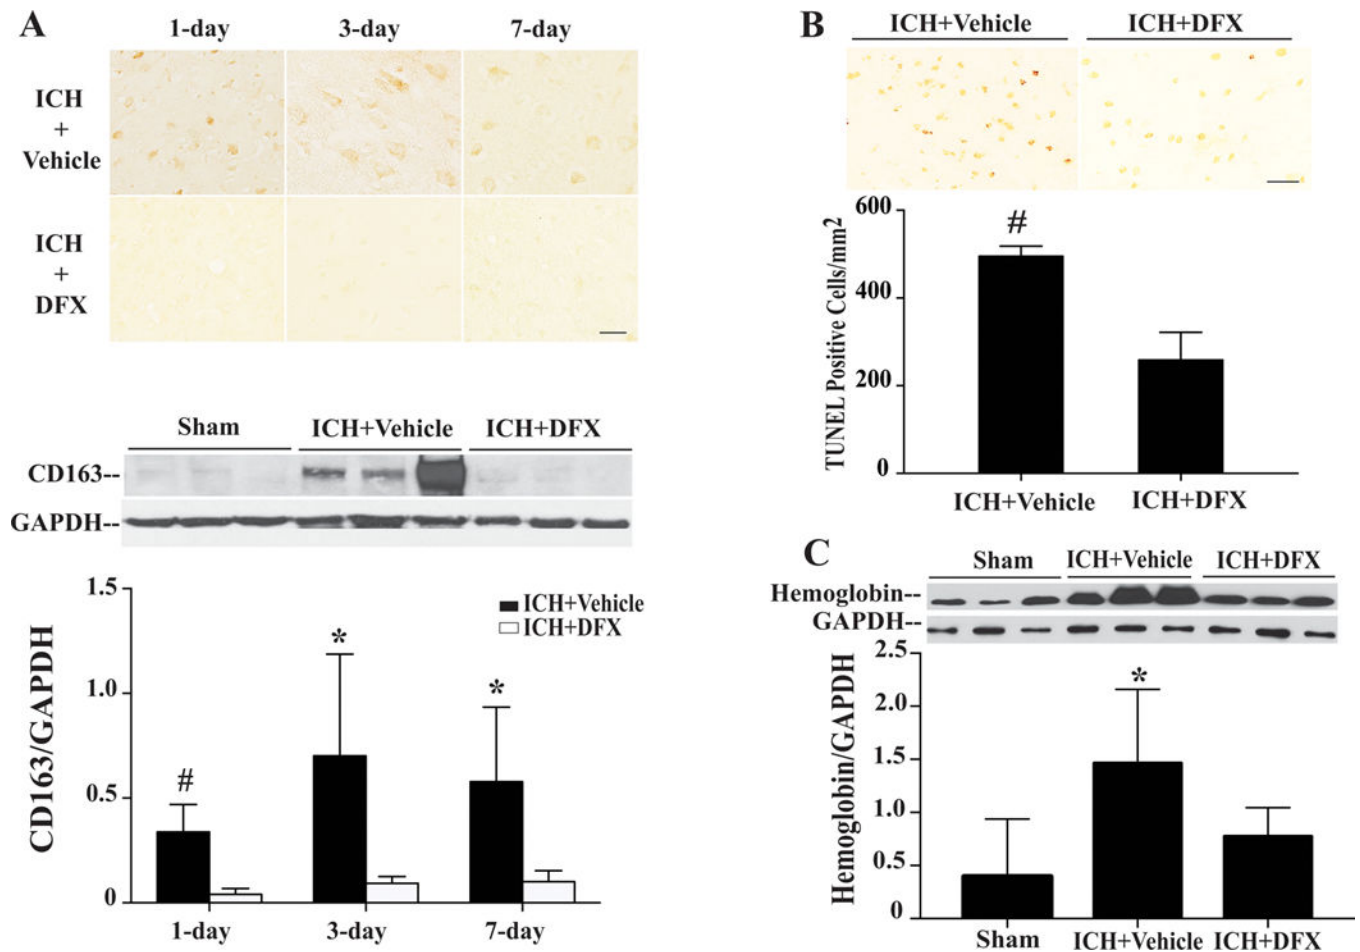 A
1-day 3-day 7-day
ICH
+
Vehicle
ICH
+
DFX
Sham ICH+Vehicle ICH+DFX
CD163--
GAPDH--
1.5
1.0
0.5
0
CD163/GAPDH
ICH+Vehicle
ICH+DFX
#
*
*
1-day 3-day 7-day
B
ICH+Vehicle ICH+DFX
600
400
200
0
TUNEL Positive Cells/mm2
#
ICH+Vehicle ICH+DFX
C
Sham ICH+Vehicle ICH+DFX
Hemoglobin--
GAPDH--
2.5
2.0
1.5
1.0
0.5
0
Hemoglobin/GAPDH
*
Sham ICH+Vehicle ICH+DFX